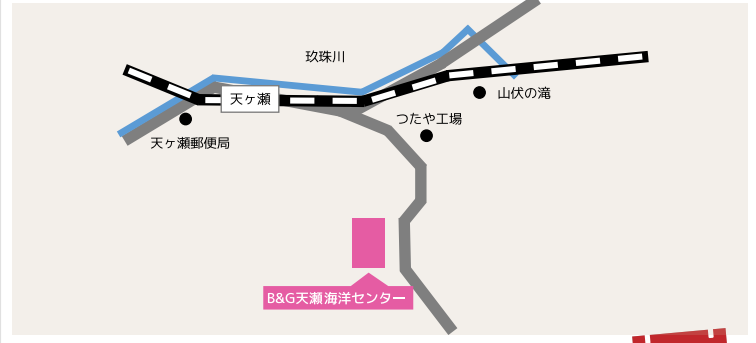 玖珠川
天ヶ瀬
山伏の滝
つたや工場
天ヶ瀬郵便局
B&G天瀬海洋センター